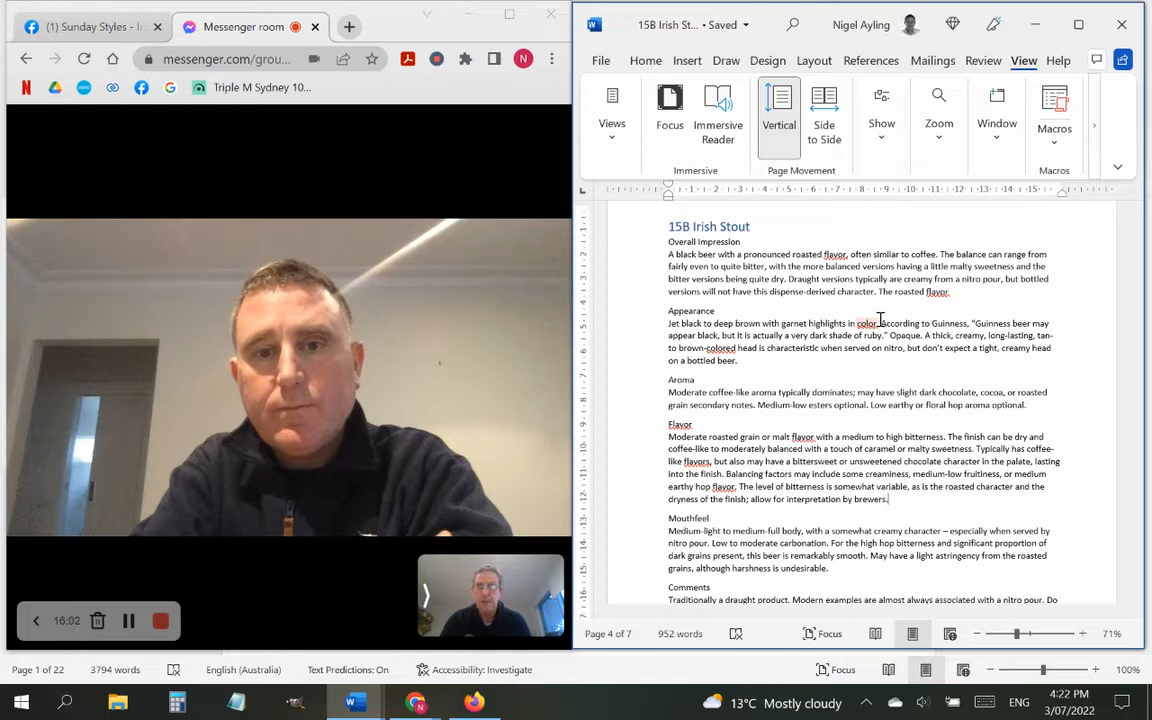 (1) Sunday Styles - In
Messenger room
messenger.com/grou...
N
Triple M Sydney 10...
15B Irish Stout... • Saved
Nigel Ayling
File
Home
Insert
Draw
Design
Layout
References
Mailings
Review
View
Help
Views
Focus
Immersive
Reader
Vertical
Side
to Side
Show
Zoom
Window
Macros
Immersive
Page Movement
Macros
15B Irish Stout
Overall Impression
A black beer with a pronounced roasted flavor, often similar to coffee. The balance can range from
fairly even to quite bitter, with the more balanced versions having a little malty sweetness and the
bitter versions being quite dry. Draught versions typically are creamy from a nitro pour, but bottled
versions will not have this dispense-derived character. The roasted flavor.
Appearance
Jet black to deep brown with garnet highlights in color. According to Guinness, “Guinness beer may
appear black, but it is actually a very dark shade of ruby.” Opaque. A thick, creamy, long-lasting, tan-
to brown-colored head is characteristic when served on nitro, but don’t expect a tight, creamy head
on a bottled beer.
Aroma
Moderate coffee-like aroma typically dominates; may have slight dark chocolate, cocoa, or roasted
grain secondary notes. Medium-low esters optional. Low earthy or floral hop aroma optional.
Flavor
Moderate roasted grain or malt flavor with a medium to high bitterness. The finish can be dry and
coffee-like to moderately balanced with a touch of caramel or malty sweetness. Typically has coffee-
like flavors, but also may have a bittersweet or unsweetened chocolate character in the palate, lasting
into the finish. Balancing factors may include some creaminess, medium-low fruitiness, or medium
earthy hop flavor. The level of bitterness is somewhat variable, as is the roasted character and the
dryness of the finish; allow for interpretation by brewers.
Mouthfeel
Medium-light to medium-full body, with a somewhat creamy character – especially when served by
nitro pour. Low to moderate carbonation. For the high hop bitterness and significant proportion of
dark grains present, this beer is remarkably smooth. May have a light astringency from the roasted
grains, although harshness is undesirable.
Comments
Traditionally a draught product. Modern examples are almost always associated with a nitro pour. Do
16:02
Page 4 of 7
952 words
Focus
71%
Page 1 of 22
3794 words
English (Australia)
Text Predictions: On
Accessibility: Investigate
Focus
100%
13°C Mostly cloudy
ENG
4:22 PM
3/07/2022